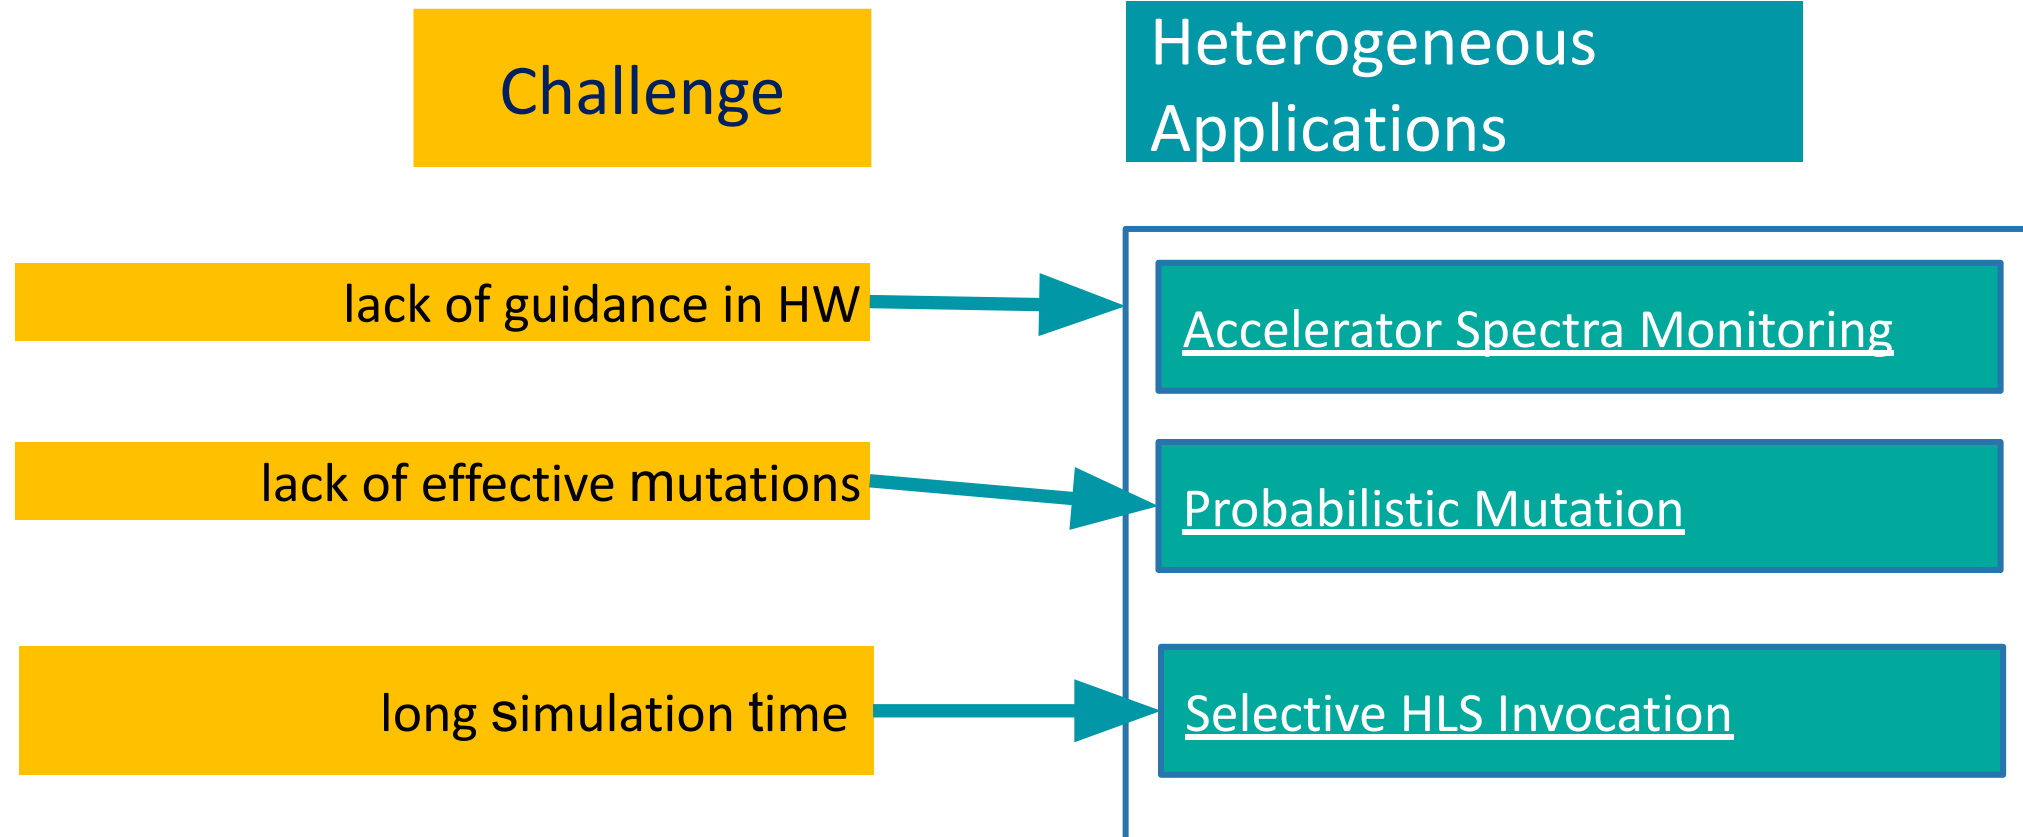 Challenge
Heterogeneous
Applications
lack of guidance in HW
Accelerator Spectra Monitoring
lack of effective mutations
Probabilistic Mutation
long simulation time
Selective HLS Invocation